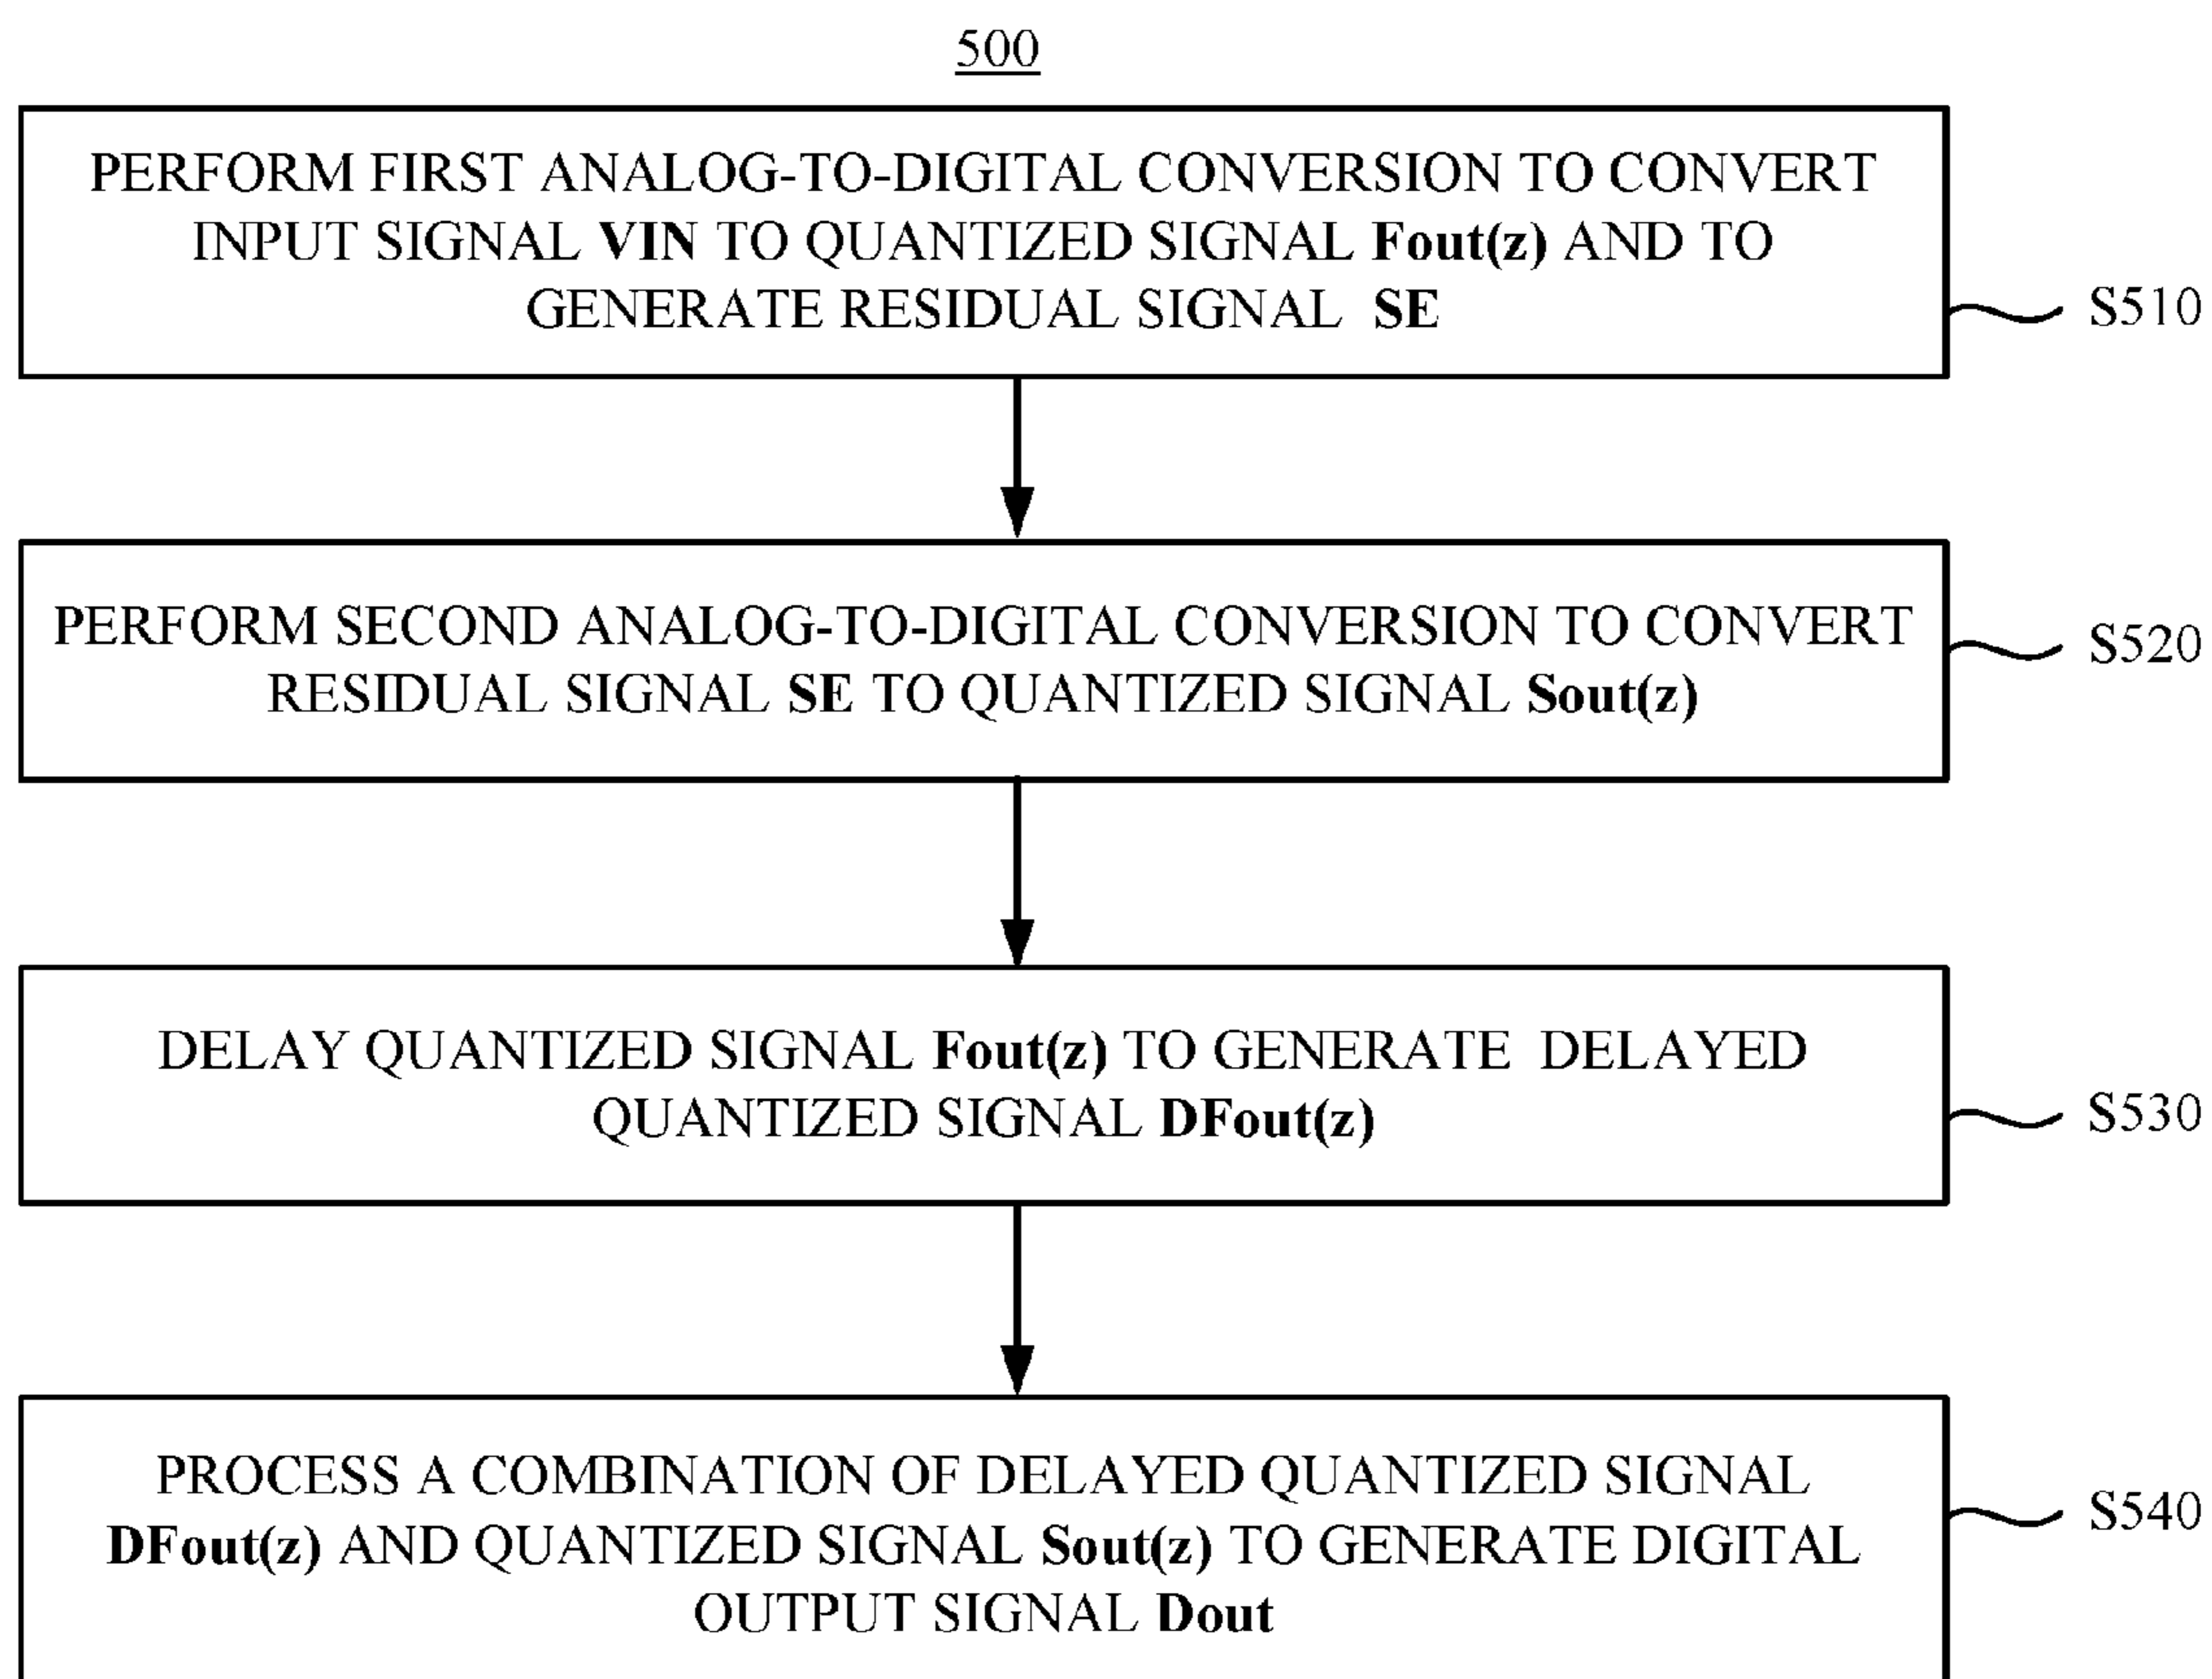 500
PERFORM FIRST ANALOG-TO-DIGITAL CONVERSION TO CONVERT
INPUT SIGNAL VIN TO QUANTIZED SIGNAL Fout(z) AND TO
GENERATE RESIDUAL SIGNAL SE
S510
PERFORM SECOND ANALOG-TO-DIGITAL CONVERSION TO CONVERT
RESIDUAL SIGNAL SE TO QUANTIZED SIGNAL Sout(z)
S520
DELAY QUANTIZED SIGNAL Fout(z) TO GENERATE DELAYED
QUANTIZED SIGNAL DFout(z)
S530
PROCESS A COMBINATION OF DELAYED QUANTIZED SIGNAL
DFout(z) AND QUANTIZED SIGNAL Sout(z) TO GENERATE DIGITAL
OUTPUT SIGNAL Dout
S540